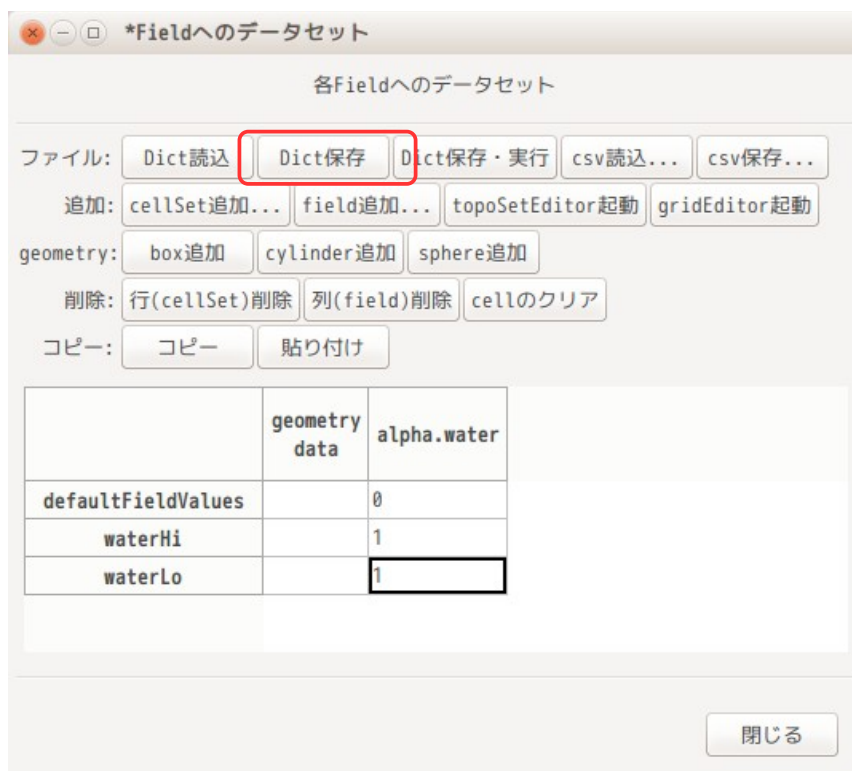 *Fieldへのデータセット
各Fieldへのデータセット
ファイル: Dict読込 Dict保存 Dict保存・実行 csv読込... csv保存...
追加: cellSet追加... field追加... topoSetEditor起動 gridEditor起動
geometry: box追加 cylinder追加 sphere追加
削除: 行(cellSet)削除 列(field)削除 cellのクリア
コピー: コピー 貼り付け
geometry
data alpha.water
defaultFieldValues 0
waterHi 1
waterLo 1
閉じる